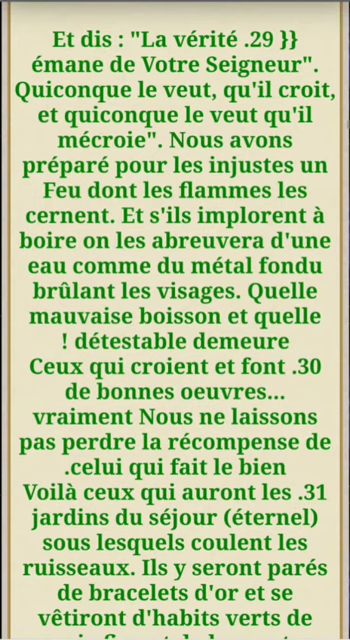 Et dis : "La vérité .29 }}
émane de Votre Seigneur".
Quiconque le veut, qu'il croit,
et quiconque le veut qu'il
mécroie". Nous avons
préparé pour les injustes un
Feu dont les flammes les
cernent. Et s'ils implorent à
boire on les abreuvera d'une
eau comme du métal fondu
brûlant les visages. Quelle
mauvaise boisson et quelle
! détestable demeure
Ceux qui croient et font .30
de bonnes oeuvres...
vraiment Nous ne laissons
pas perdre la récompense de
.celui qui fait le bien
Voilà ceux qui auront les .31
jardins du séjour (éternel)
sous lesquels coulent les
ruisseaux. Ils y seront parés
de bracelets d'or et se
vêtiront d'habits verts de